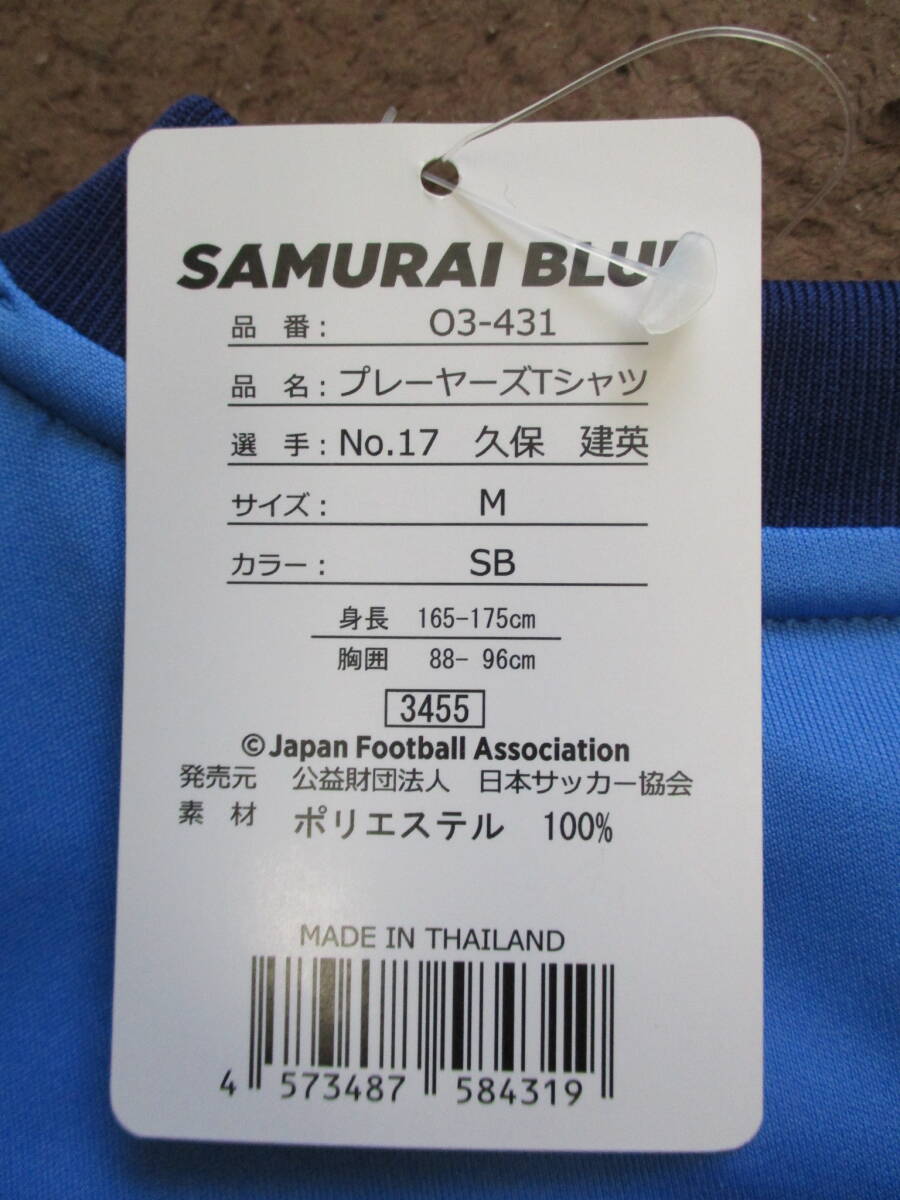 SAMURAI BLUE
品 番： O3-431
品 名：プレーヤーズTシャツ
選 手：No.17 久保 建英
サイズ： M
カラー： SB
身長 165-175cm
胸囲 88- 96cm
3455
©Japan Football Association
発売元 公益財団法人 日本サッカー協会
素 材 ポリエステル 100%
MADE IN THAILAND
4 573487 584319